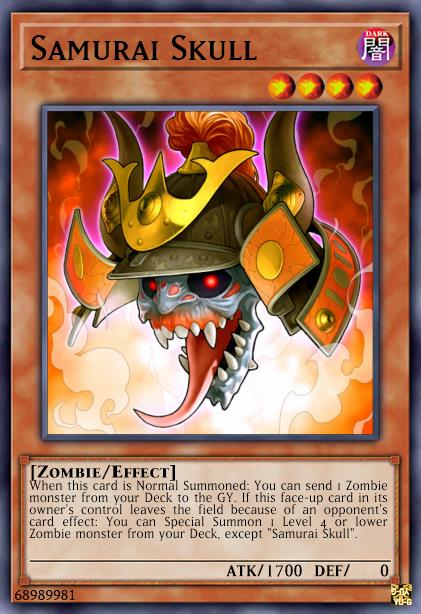 Samurai Skull
DARK
闇
[Zombie/Effect]
When this card is Normal Summoned: You can send 1 Zombie
monster from your Deck to the GY. If this face-up card in its
owner's control leaves the field because of an opponent's
card effect: You can Special Summon 1 Level 4 or lower
Zombie monster from your Deck, except "Samurai Skull".
ATK/1700 DEF/ 0
68989981